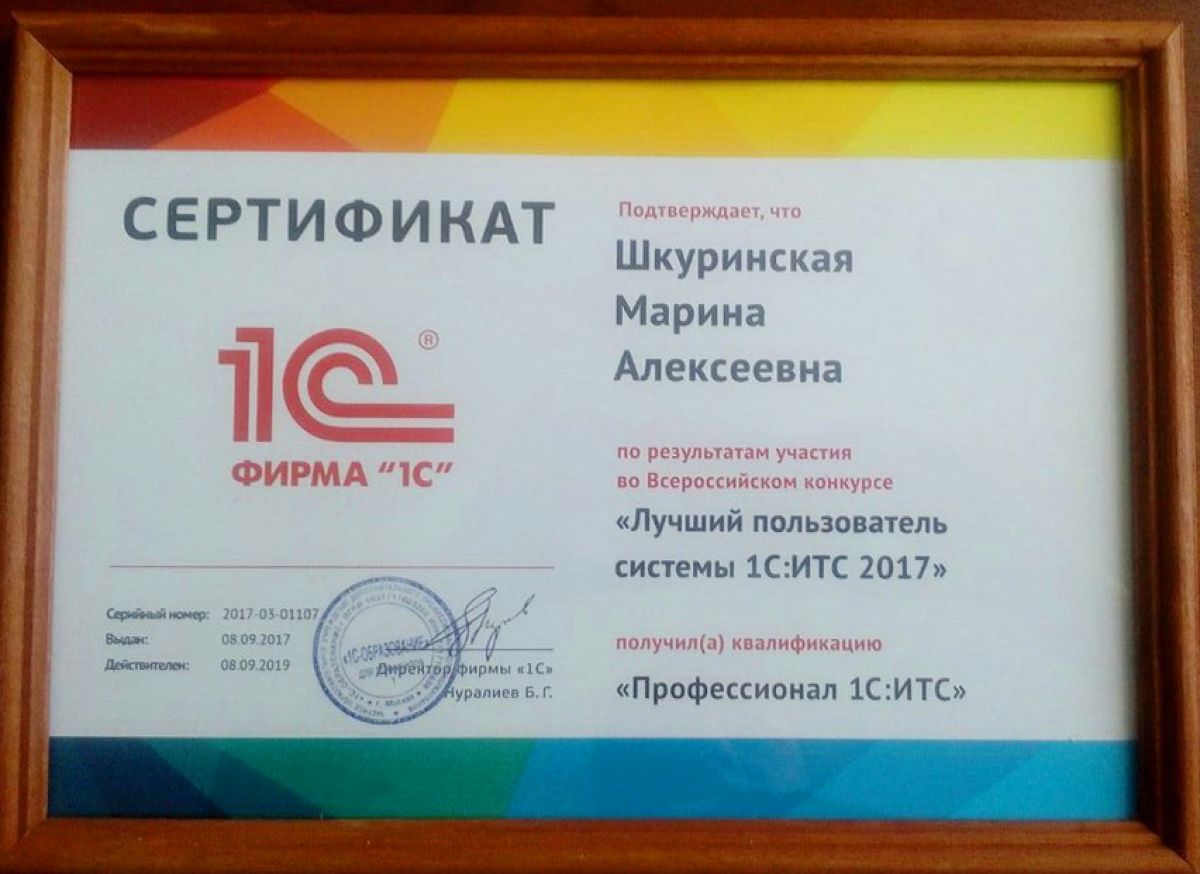 СЕРТИФИКАТ
1С®
ФИРМА "1С"
Серийный номер: 2017-03-01107
Выдан: 08.09.2017
Действителен: 08.09.2019
«1С-ОБРАЗОВАНИЕ»
Директор фирмы «1С»
Нуралиев Б. Г.
Подтверждает, что
Шкуринская
Марина
Алексеевна
по результатам участия
во Всероссийском конкурсе
«Лучший пользователь
системы 1С:ИТС 2017»
получил(а) квалификацию
«Профессионал 1С:ИТС»